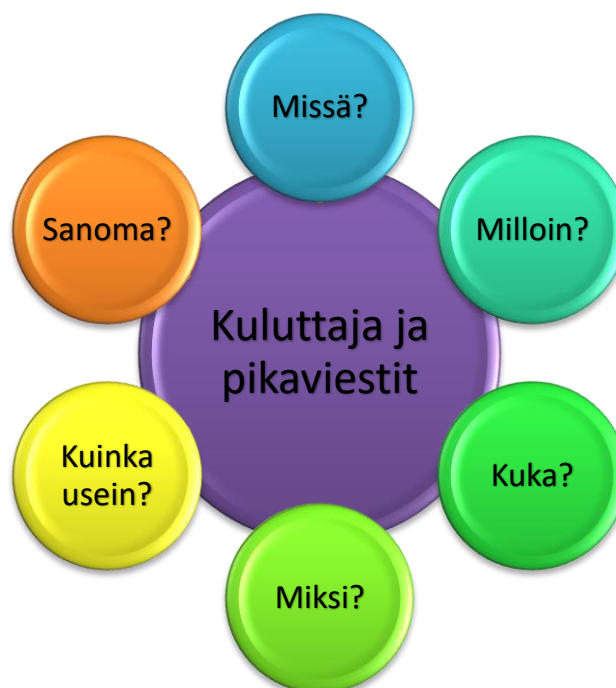 Missä?
Sanoma?
Milloin?
Kuluttaja ja
pikaviestit
Kuinka
usein?
Kuka?
Miksi?